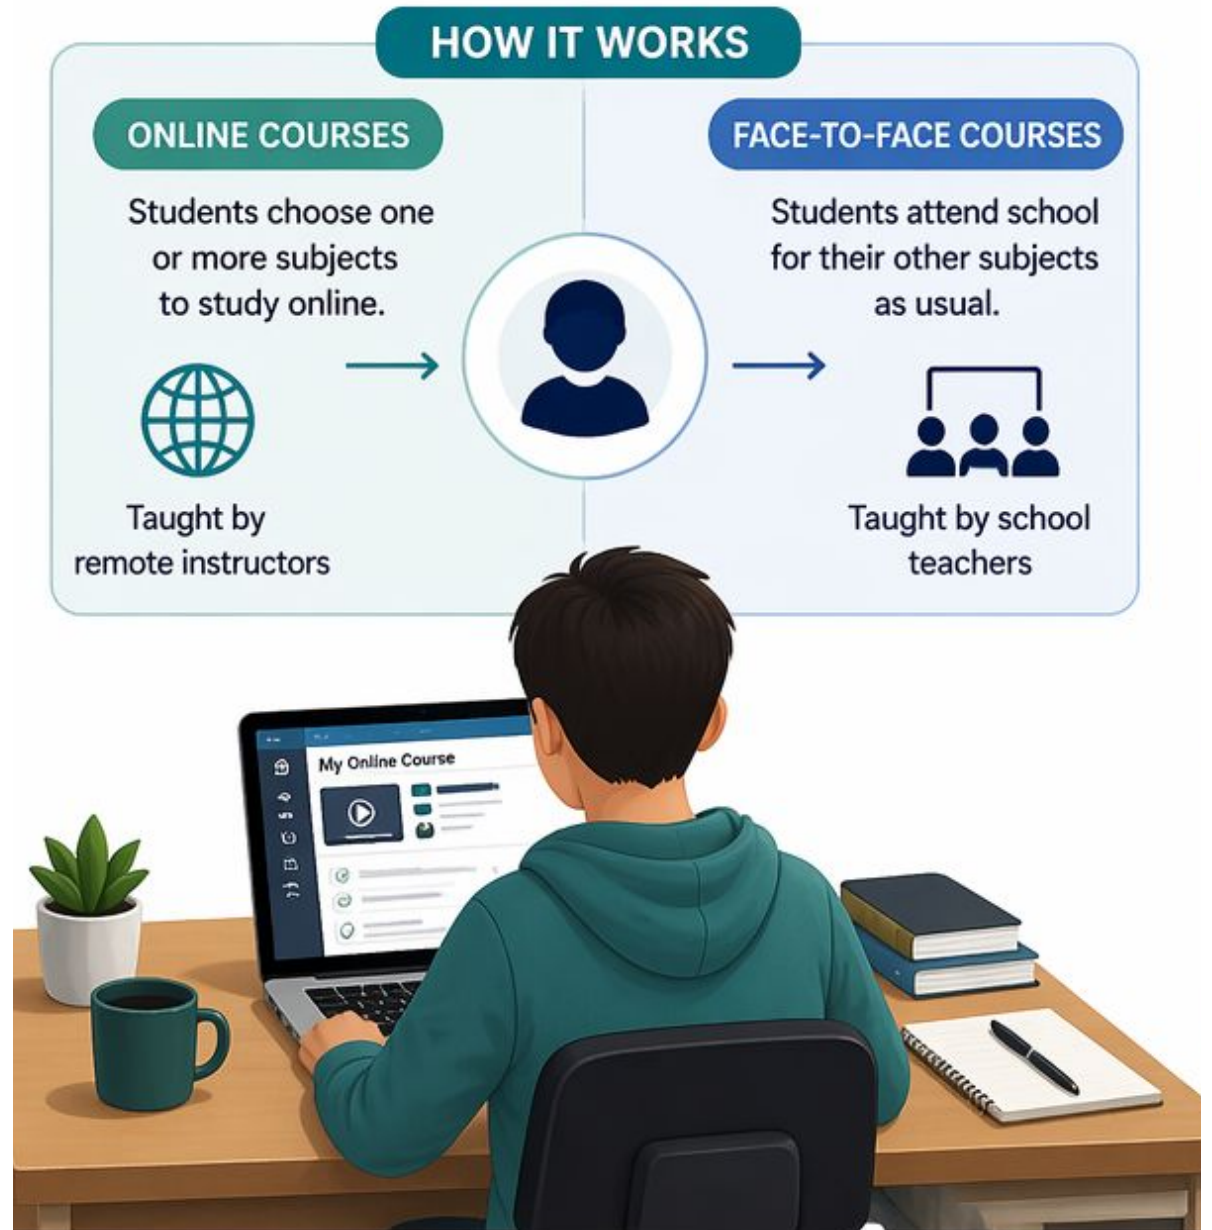 HOW IT WORKS
ONLINE COURSES
Students choose one
or more subjects
to study online.
Taught by
remote instructors
FACE-TO-FACE COURSES
Students attend school
for their other subjects
as usual.
Taught by school
teachers
My Online Course